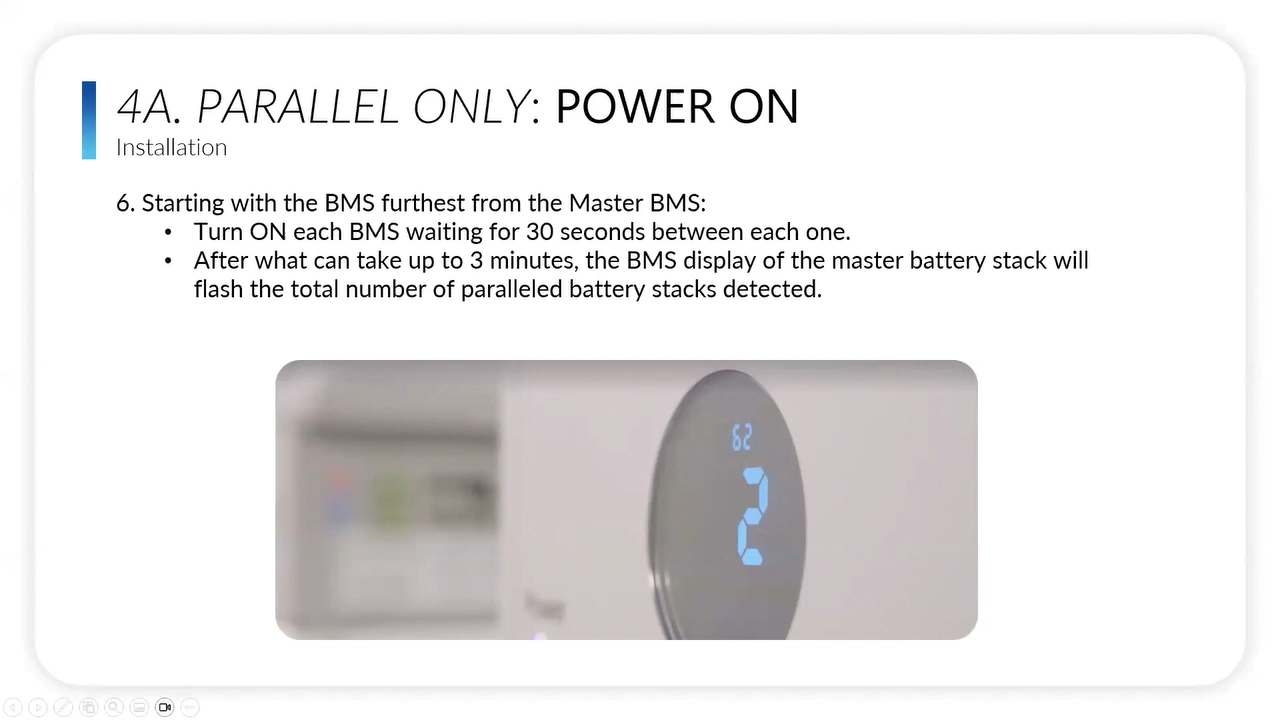 4A. PARALLEL ONLY: POWER ON
Installation
6. Starting with the BMS furthest from the Master BMS:
• Turn ON each BMS waiting for 30 seconds between each one.
• After what can take up to 3 minutes, the BMS display of the master battery stack will
flash the total number of paralleled battery stacks detected.
62
2